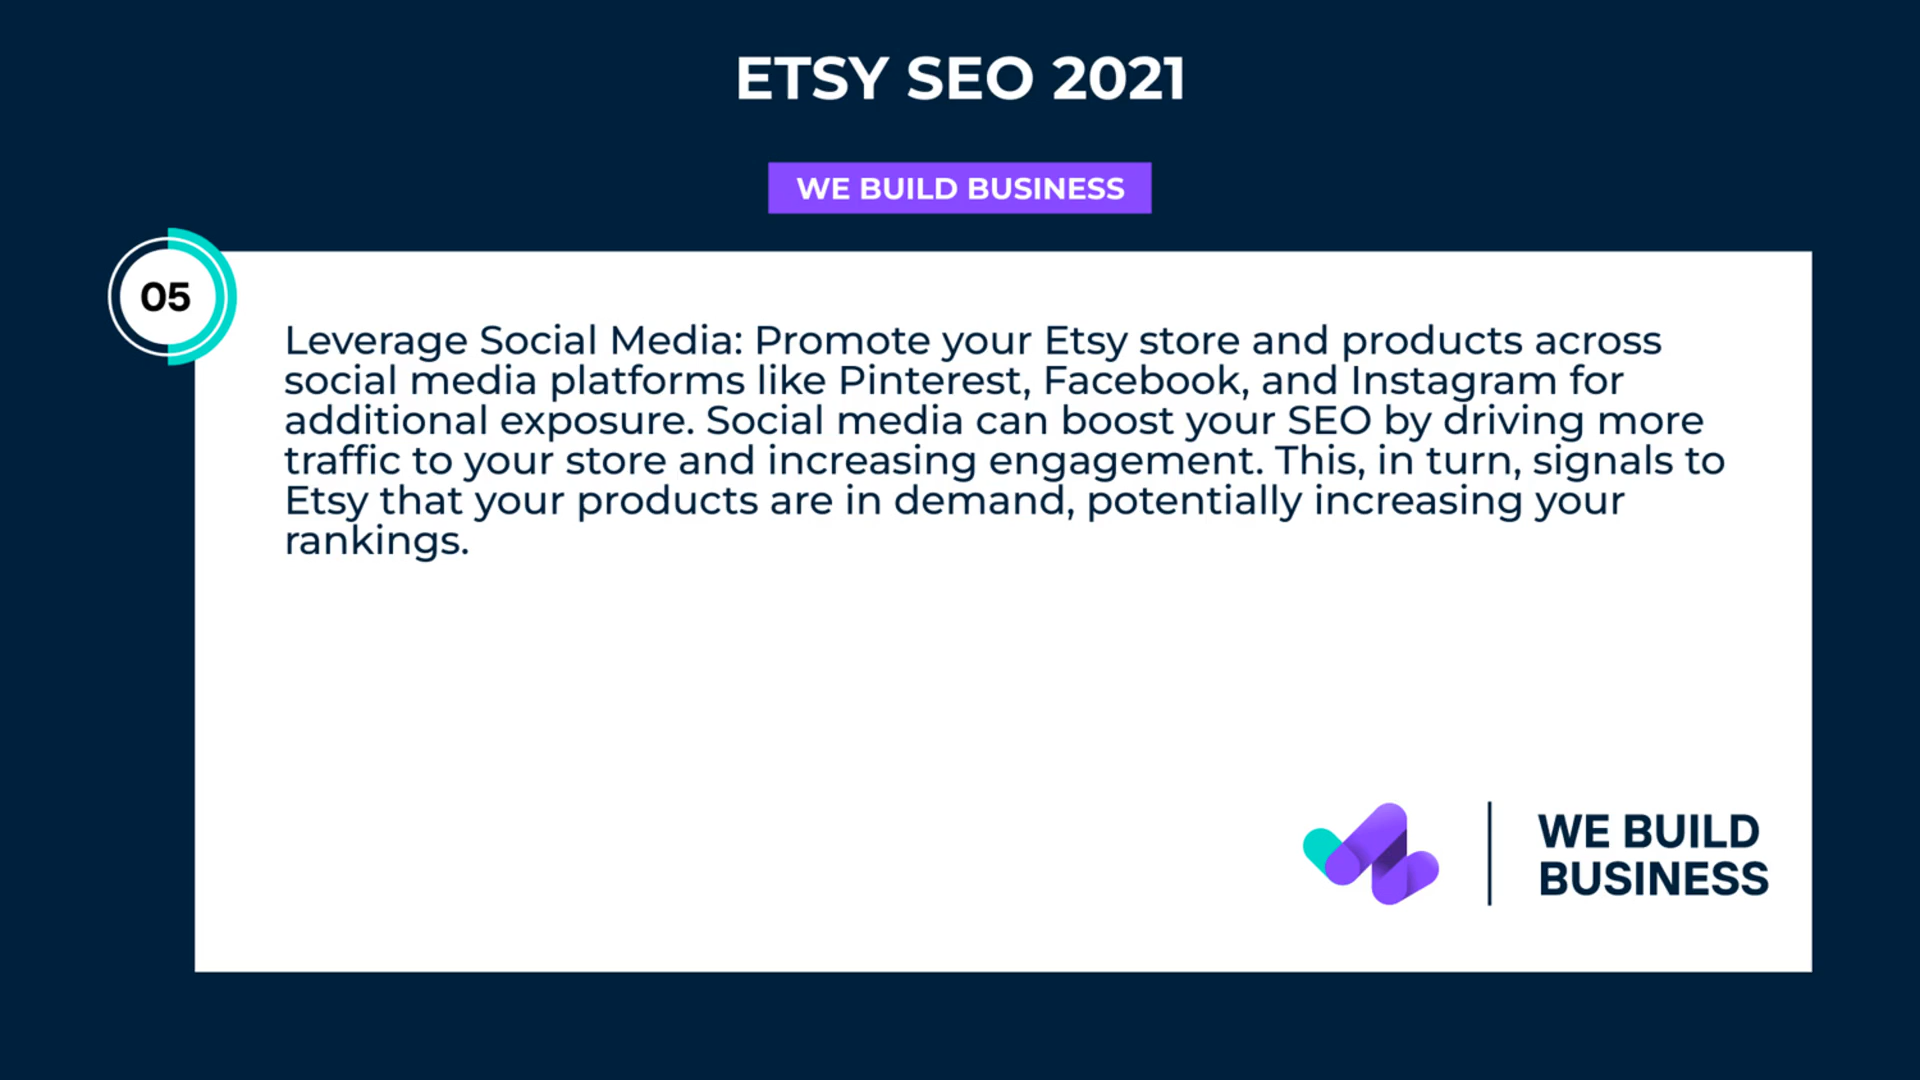 ETSY SEO 2021
WE BUILD BUSINESS
05
Leverage Social Media: Promote your Etsy store and products across
social media platforms like Pinterest, Facebook, and Instagram for
additional exposure. Social media can boost your SEO by driving more
traffic to your store and increasing engagement. This, in turn, signals to
Etsy that your products are in demand, potentially increasing your
rankings.
WE BUILD
BUSINESS